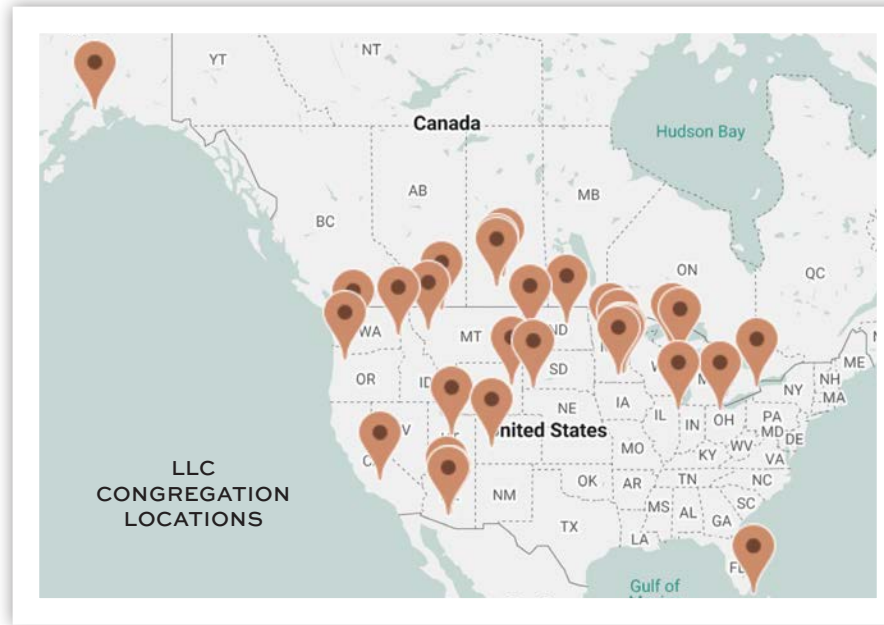 YT
NT
Canada
Hudson Bay
AB
MB
BC
ON
QC
WA
MT
ND
ME
OR
ID
SD
NH
NY
MA
IA
NE
IL
IN
OH
PA
MD
DE
United States
MO
KY
WV
VA
LLC
CONGREGATION
LOCATIONS
NM
OK
AR
TN
NC
SC
MS
AL
GA
TX
LA
Gulf of